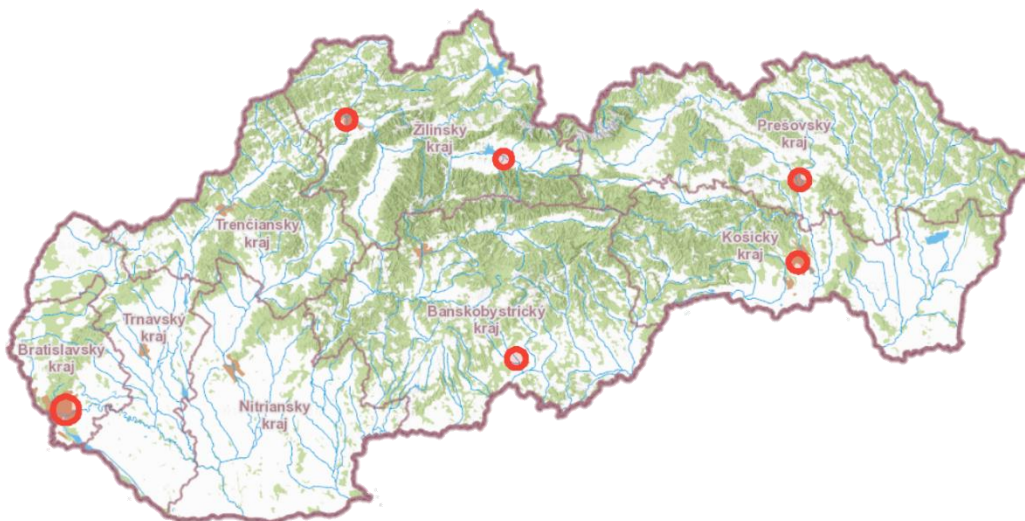 Žilinský
kraj
Prešovský
kraj
Trenčiansky
kraj
Košický
kraj
Trnavský
kraj
Banskobystrický
kraj
Bratislavský
kraj
Nitriansky
kraj